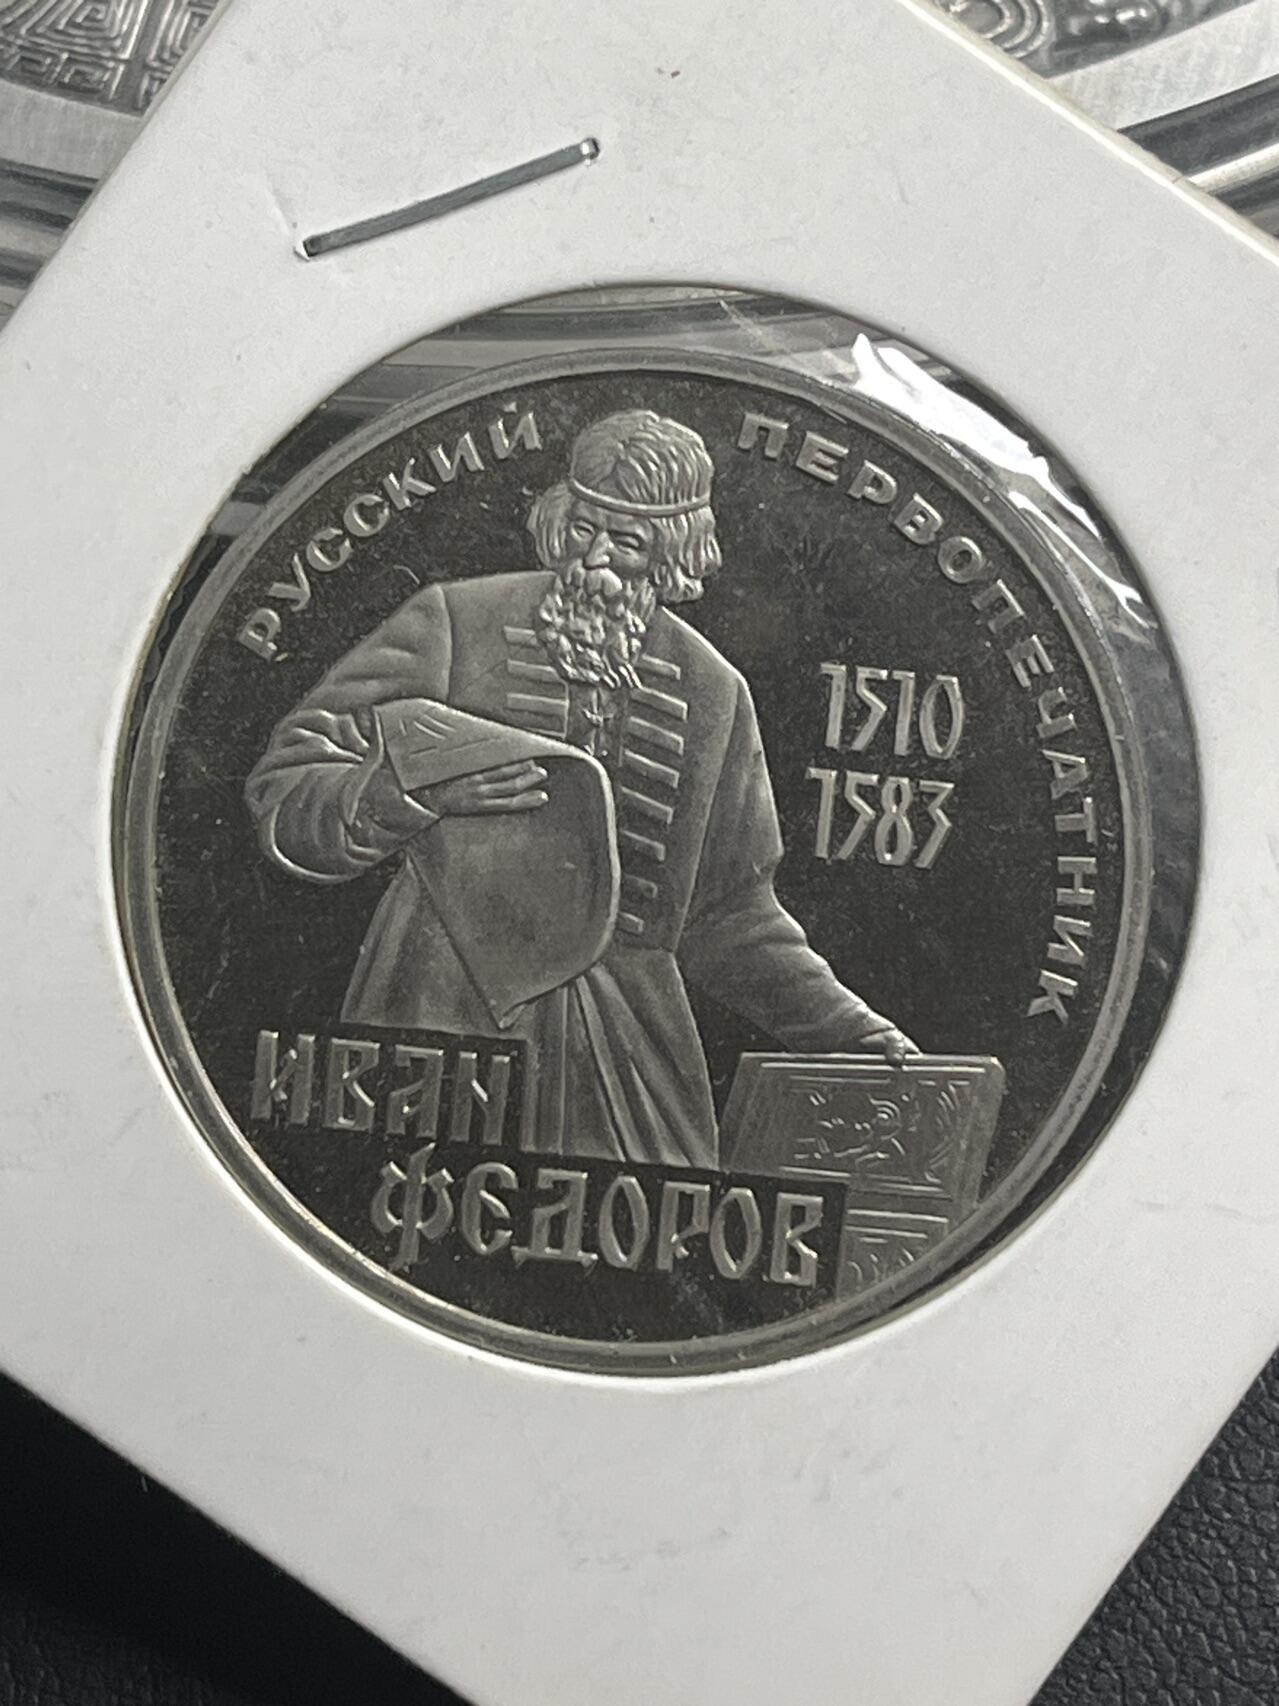 РУССКИЙ ПЕРВОПЕЧАТНИК
1510
1583
ИВАН
ФЕДОРОВ